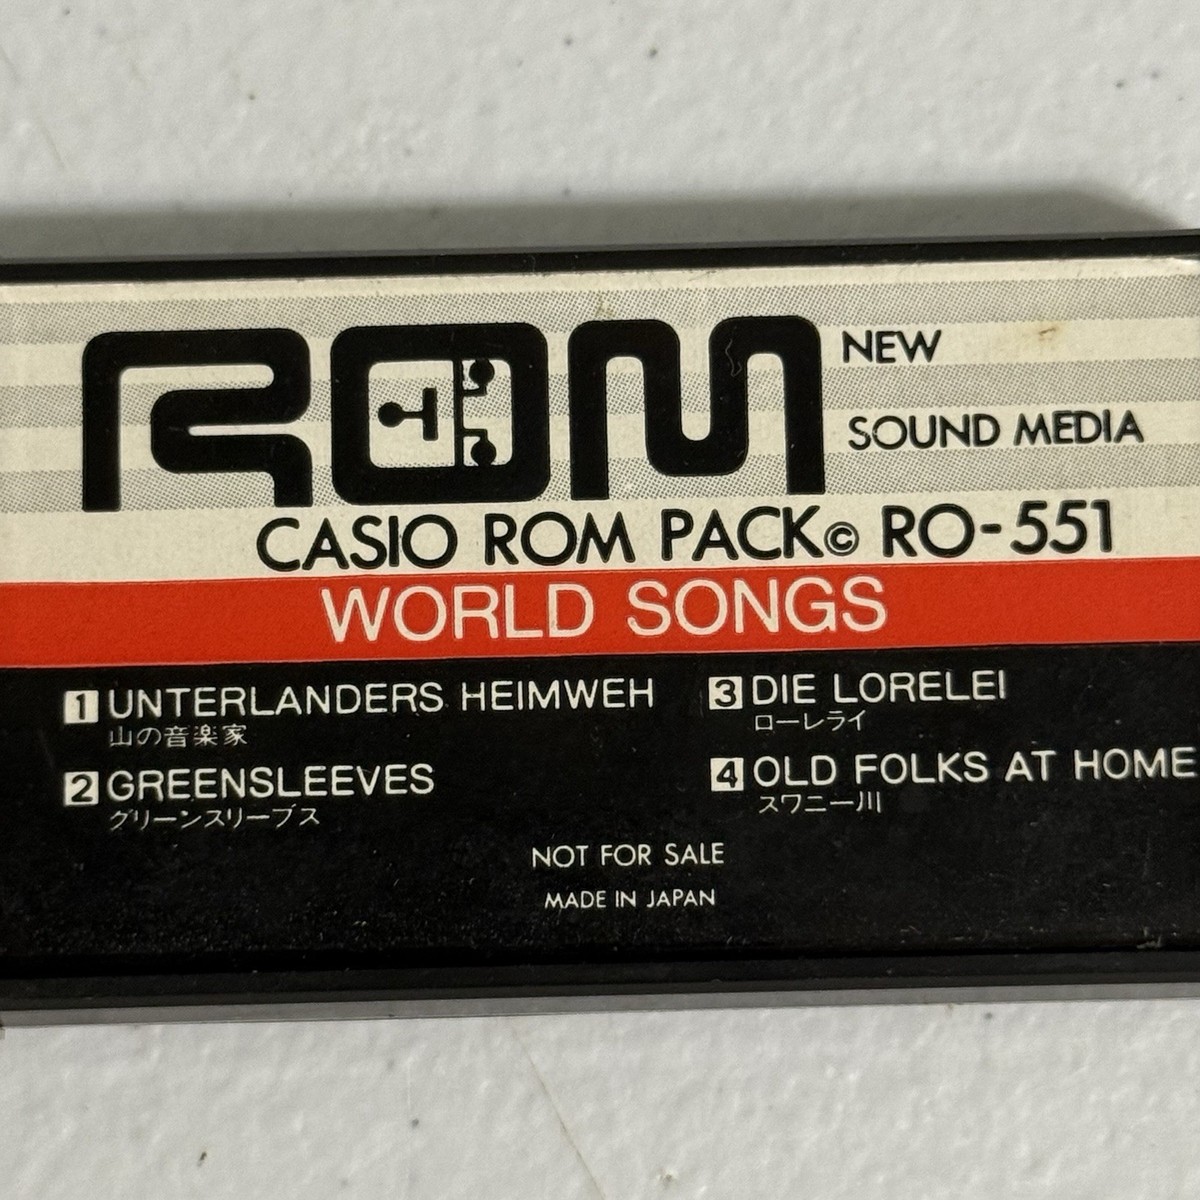 ROM
NEW
SOUND MEDIA
CASIO ROM PACK© RO-551
WORLD SONGS
1 UNTERLANDERS HEIMWEH
山の音楽家
2 GREENSLEEVES
グリーンスリーブス
3 DIE LORELEI
ローレライ
4 OLD FOLKS AT HOME
スワニー川
NOT FOR SALE
MADE IN JAPAN